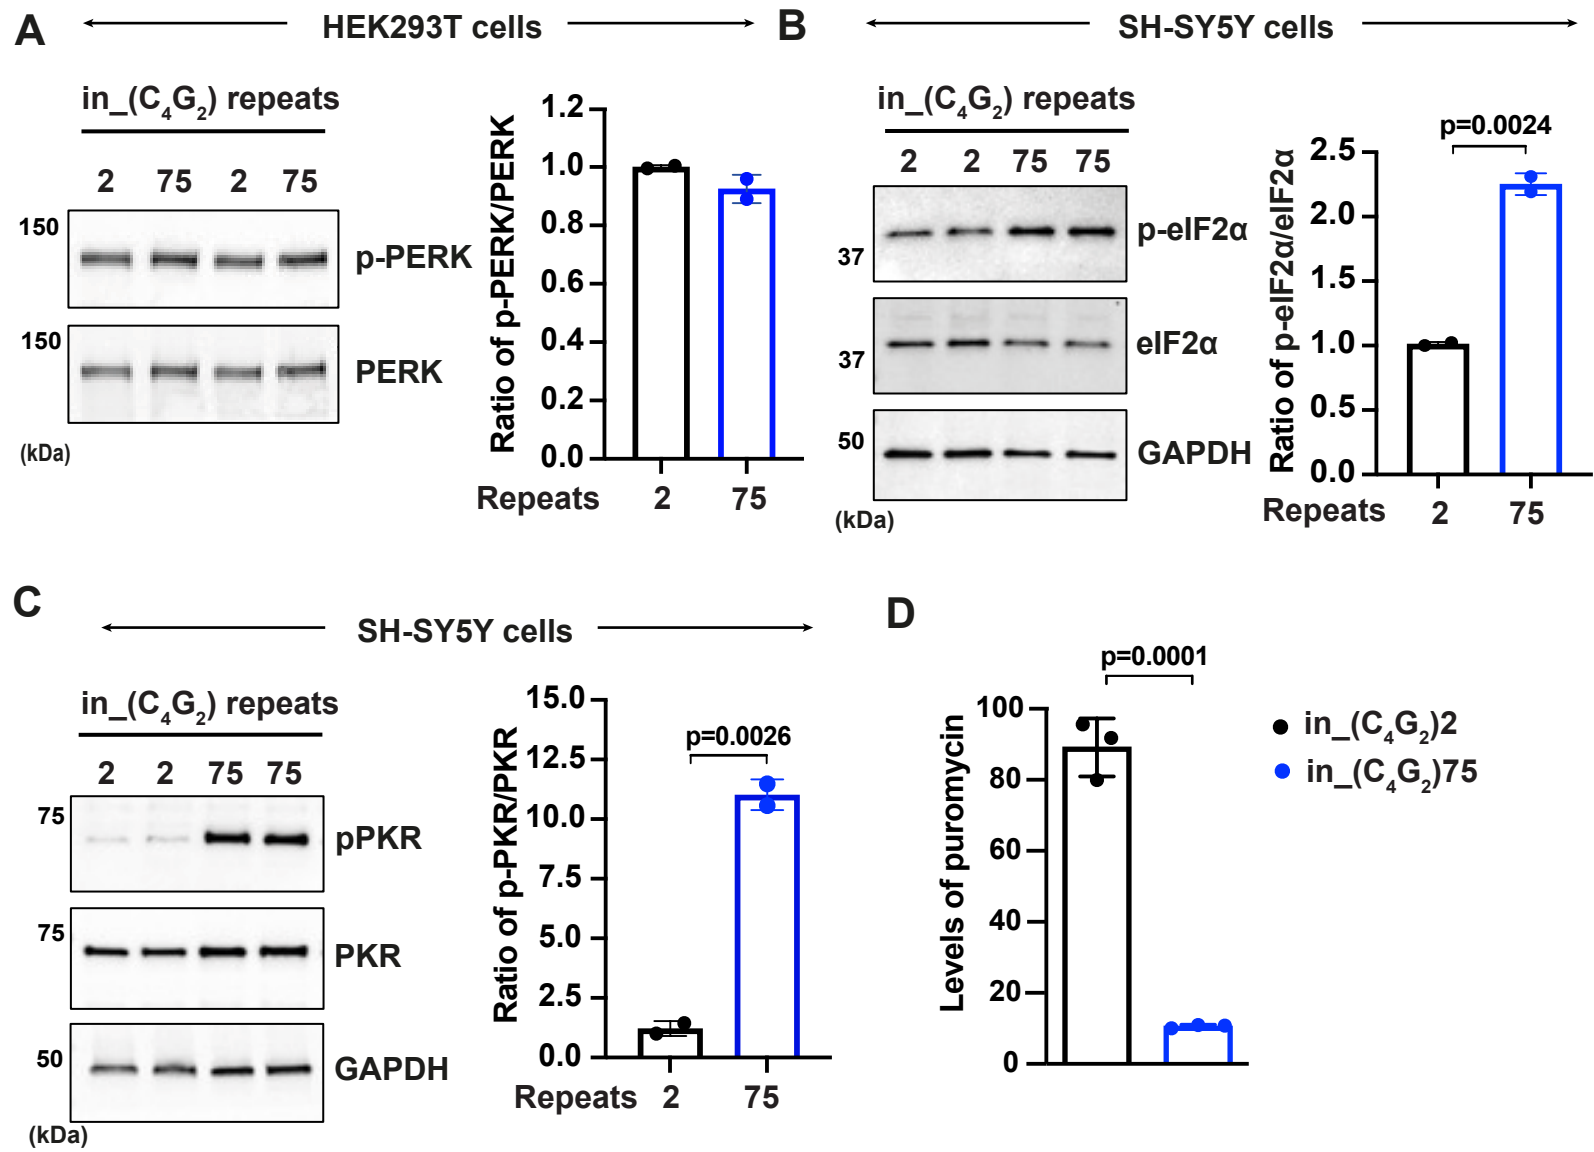 A
HEK293T cells
in_(C₄G₂) repeats
2 75 2 75
150
p-PERK
150
PERK
(kDa)
Ratio of p-PERK/PERK
1.2
1.0
0.8
0.6
0.4
0.2
0.0
Repeats 2 75
B
SH-SY5Y cells
in_(C₄G₂) repeats
2 2 75 75
p-eIF2α
37
eIF2α
37
50
GAPDH
(kDa)
Ratio of p-eIF2α/eIF2α
p=0.0024
2.5
2.0
1.5
1.0
0.5
0.0
Repeats 2 75
C
SH-SY5Y cells
in_(C₄G₂) repeats
2 2 75 75
75
pPKR
75
PKR
50
GAPDH
(kDa)
Ratio of p-PKR/PKR
15.0
p=0.0026
12.5
10.0
7.5
5.0
2.5
0.0
Repeats 2 75
D
p=0.0001
Levels of puromycin
100
80
60
40
20
0
in_(C₄G₂)2
in_(C₄G₂)75